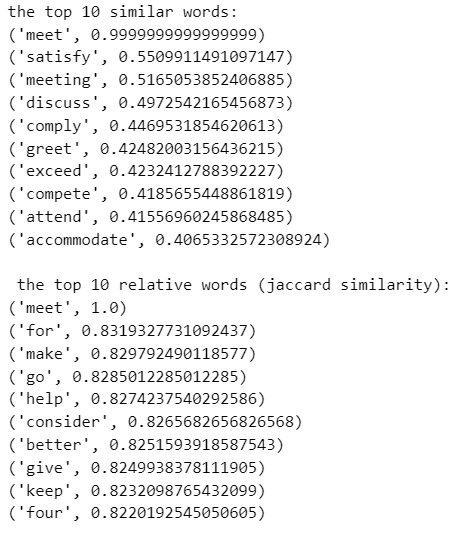 the top 10 similar words:
('meet', 0.9999999999999999)
('satisfy', 0.5509911491097147)
('meeting', 0.5165053852406885)
('discuss', 0.4972542165456873)
('comply', 0.4469531854620613)
('greet', 0.42482003156436215)
('exceed', 0.4232412788839227)
('compete', 0.4185655448861819)
('attend', 0.41556960245868485)
('accommodate', 0.4065332572308924)
the top 10 relative words (jaccard similarity):
('meet', 1.0)
('for', 0.8319327731092437)
('make', 0.829792490118577)
('go', 0.8285012285012285)
('help', 0.8274237540292586)
('consider', 0.8265682656826568)
('better', 0.8251593918587543)
('give', 0.8249938378111905)
('keep', 0.8232098765432099)
('four', 0.8220192545050605)